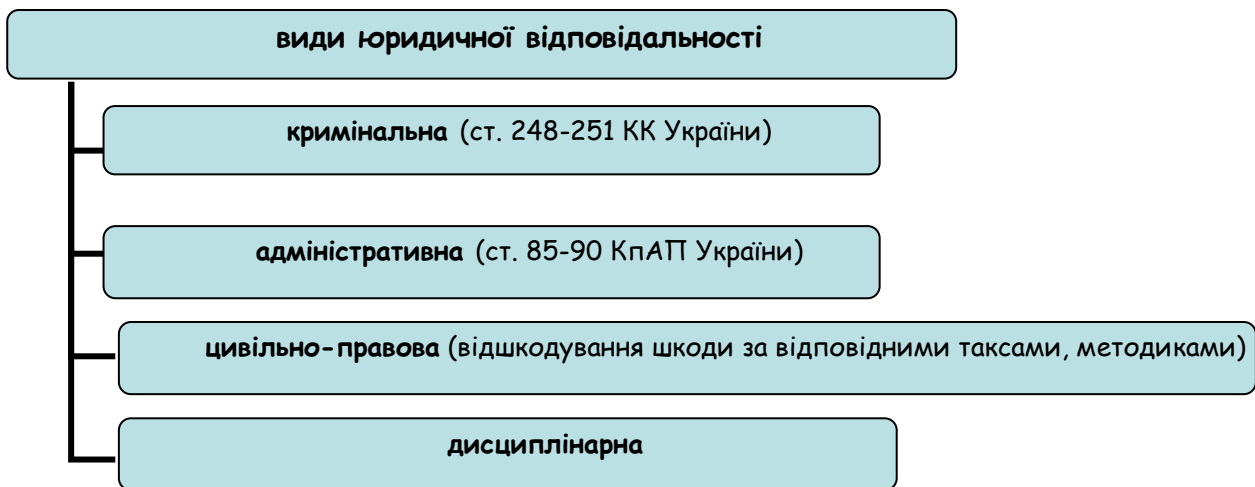 види юридичної відповідальності
кримінальна (ст. 248-251 КК України)
адміністративна (ст. 85-90 КпАП України)
цивільно-правова (відшкодування шкоди за відповідними таксами, методиками)
дисциплінарна